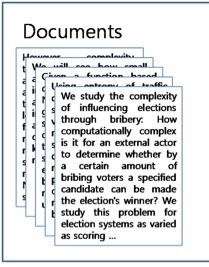 Documents
However, complexity
We will see how small
Given a function based
Using entropy of traffic
We study the complexity
of influencing elections
through bribery: How
computationally complex
is it for an external actor
to determine whether by
a certain amount of
bribing voters a specified
candidate can be made
the election's winner? We
study this problem for
election systems as varied
as scoring ...